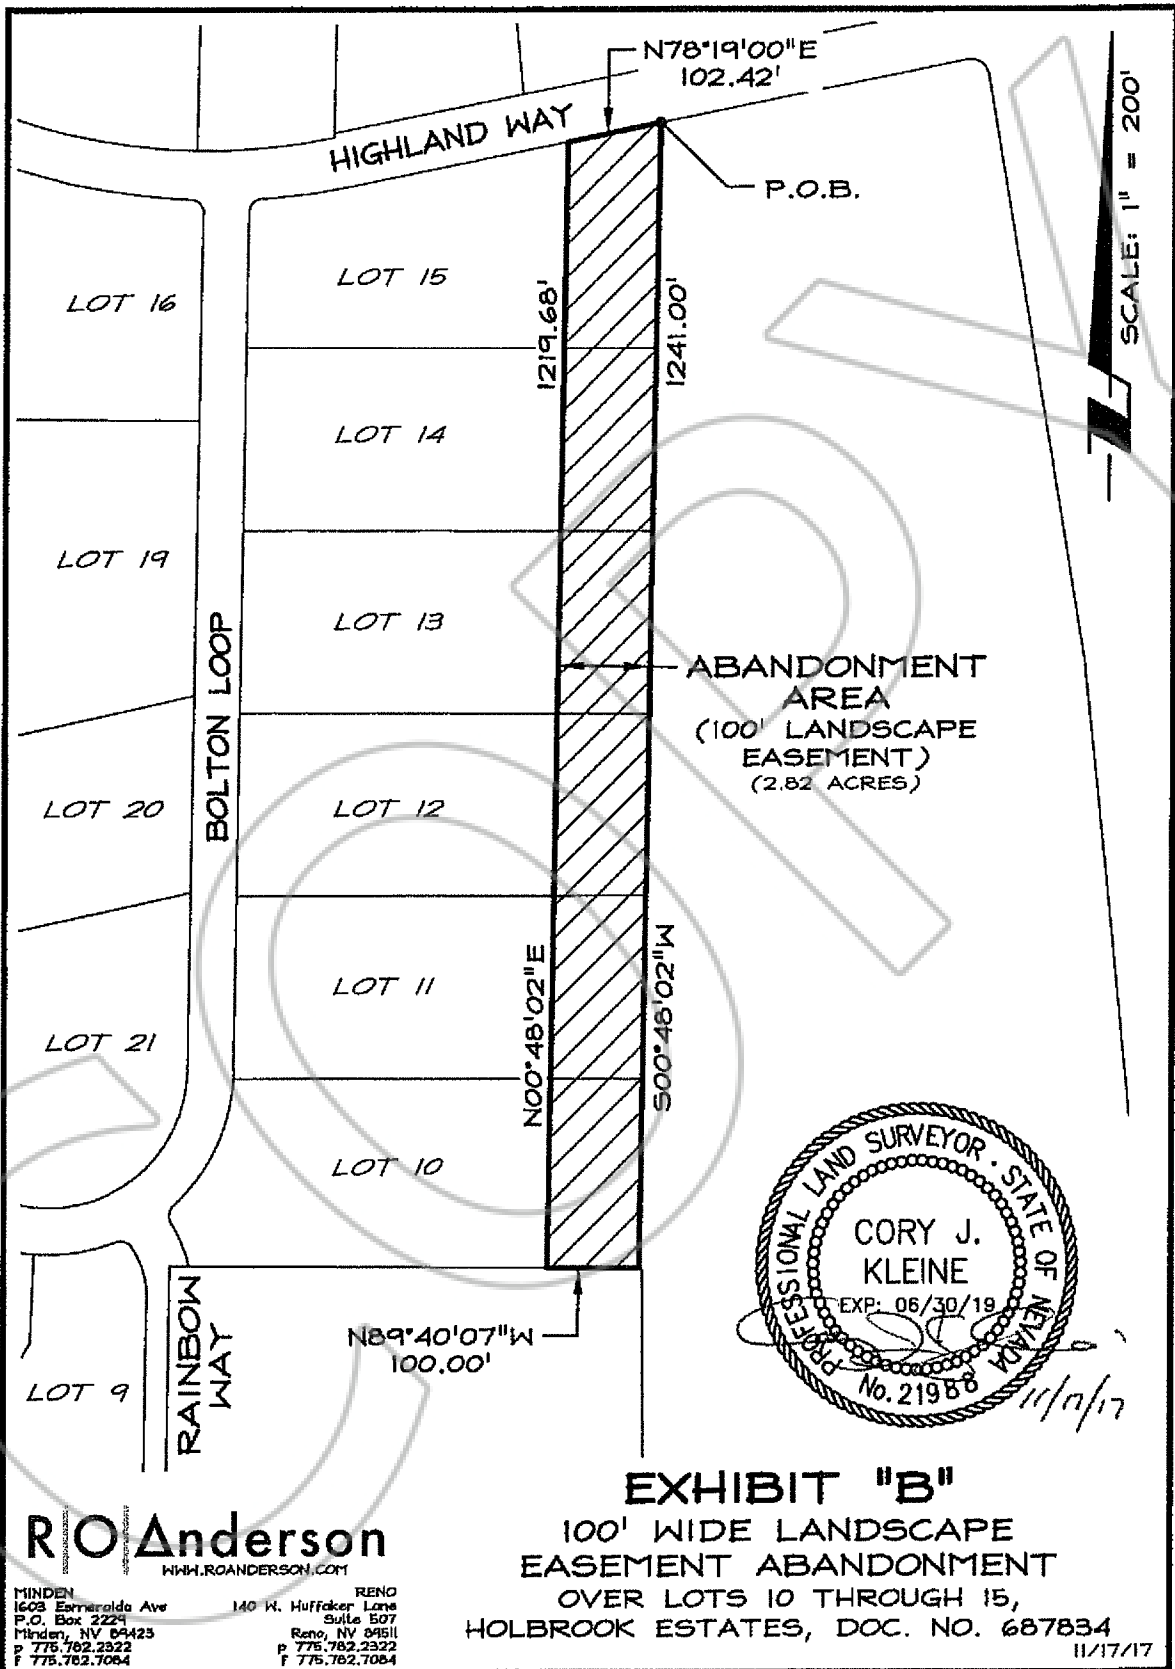 N78°19'00"E
102.42'
HIGHLAND WAY
P.O.B.
SCALE: 1" = 200'
LOT 16
LOT 15
1219.68'
1241.00'
LOT 14
LOT 19
LOT 13
BOLTON LOOP
ABANDONMENT
AREA
(100' LANDSCAPE
EASEMENT)
(2.82 ACRES)
LOT 20
LOT 12
LOT 11
N00°48'02"E
S00°48'02"W
LOT 21
LOT 10
PROFESSIONAL LAND SURVEYOR · STATE OF NEVADA
CORY J.
KLEINE
EXP: 06/30/19
No. 21988
11/17/17
N89°40'07"W
100.00'
RAINBOW
WAY
LOT 9
COPY
EXHIBIT "B"
100' WIDE LANDSCAPE
EASEMENT ABANDONMENT
OVER LOTS 10 THROUGH 15,
HOLBROOK ESTATES, DOC. NO. 687834
11/17/17
R|O|Anderson
WWW.ROANDERSON.COM
MINDEN
1603 Esmeralda Ave
P.O. Box 2229
Minden, NV 89423
p 775.782.2322
f 775.782.7084
RENO
140 W. Huffaker Lane
Suite 507
Reno, NV 89511
p 775.782.2322
f 775.782.7084